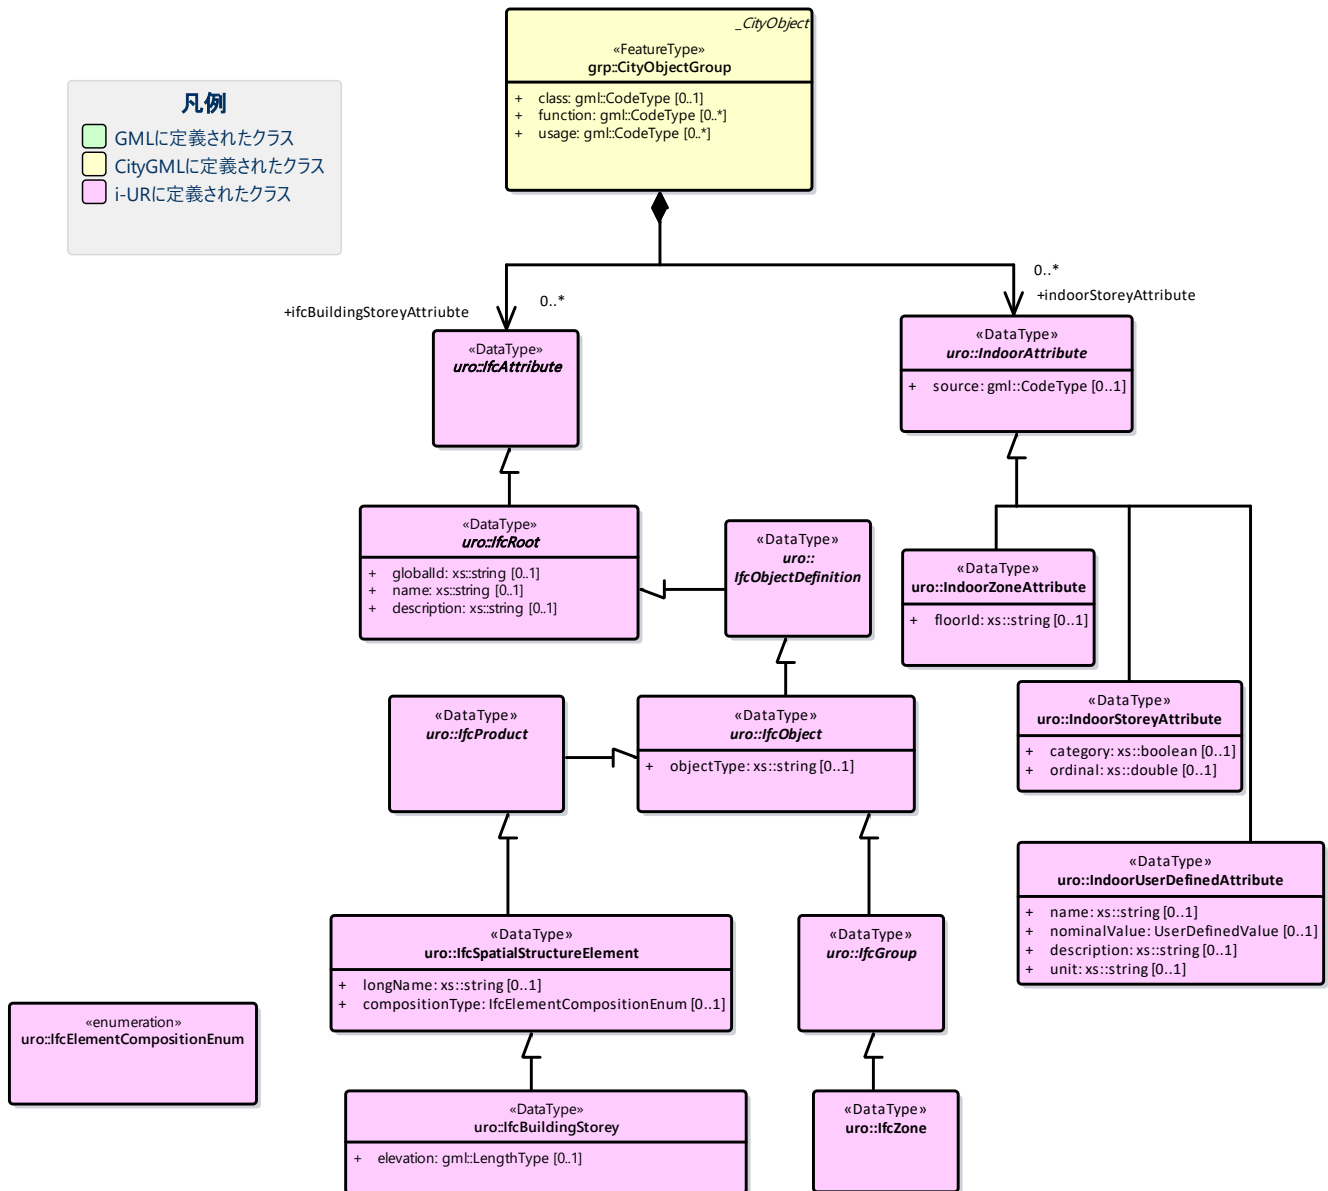 _CityObject
«FeatureType»
grp::CityObjectGroup
+ class: gml::CodeType [0..1]
+ function: gml::CodeType [0..*]
+ usage: gml::CodeType [0..*]
凡例
GMLに定義されたクラス
CityGMLに定義されたクラス
i-URに定義されたクラス
+ifcBuildingStoreyAttriubte
0..*
0..*
+indoorStoreyAttribute
«DataType»
uro::IfcAttribute
«DataType»
uro::IndoorAttribute
+ source: gml::CodeType [0..1]
«DataType»
uro::IfcRoot
+ globalId: xs::string [0..1]
+ name: xs::string [0..1]
+ description: xs::string [0..1]
«DataType»
uro::
IfcObjectDefinition
«DataType»
uro::IndoorZoneAttribute
+ floorId: xs::string [0..1]
«DataType»
uro::IfcProduct
«DataType»
uro::IfcObject
+ objectType: xs::string [0..1]
«DataType»
uro::IndoorStoreyAttribute
+ category: xs::boolean [0..1]
+ ordinal: xs::double [0..1]
«DataType»
uro::IndoorUserDefinedAttribute
+ name: xs::string [0..1]
+ nominalValue: UserDefinedValue [0..1]
+ description: xs::string [0..1]
+ unit: xs::string [0..1]
«DataType»
uro::IfcSpatialStructureElement
+ longName: xs::string [0..1]
+ compositionType: IfcElementCompositionEnum [0..1]
«DataType»
uro::IfcGroup
«enumeration»
uro::IfcElementCompositionEnum
«DataType»
uro::IfcBuildingStorey
+ elevation: gml::LengthType [0..1]
«DataType»
uro::IfcZone